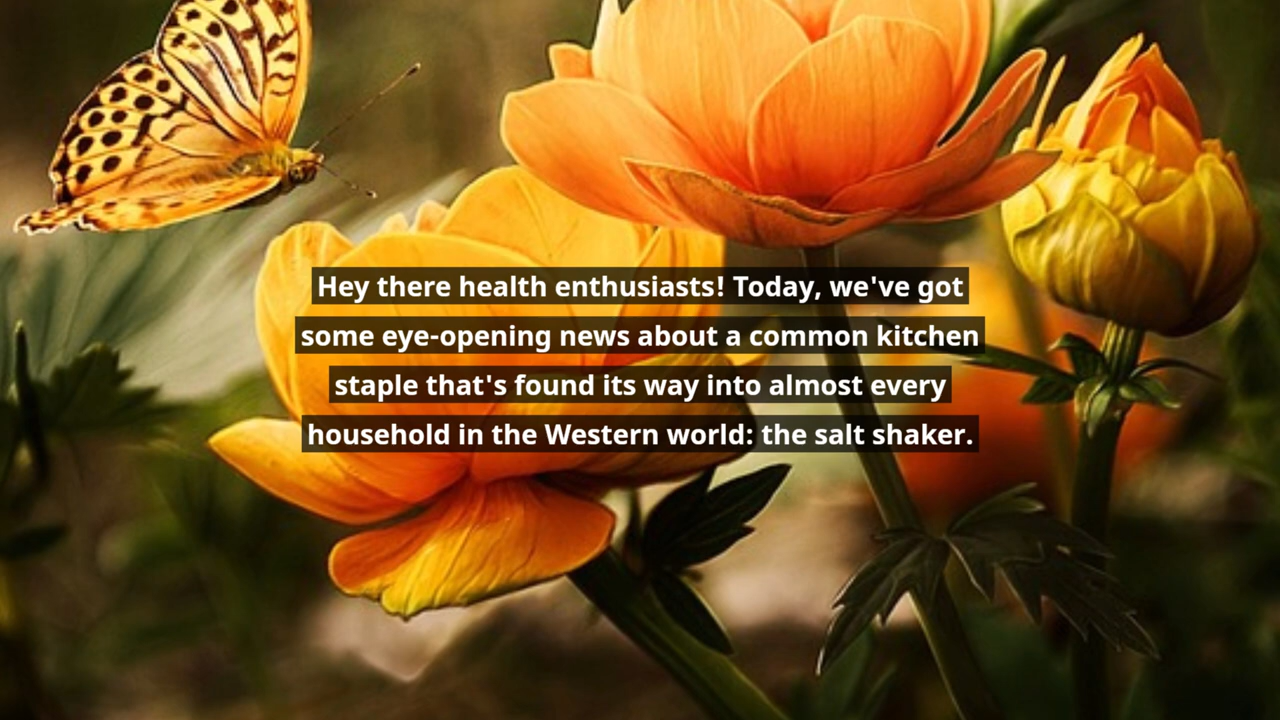 Hey there health enthusiasts! Today, we've got
some eye-opening news about a common kitchen
staple that's found its way into almost every
household in the Western world: the salt shaker.